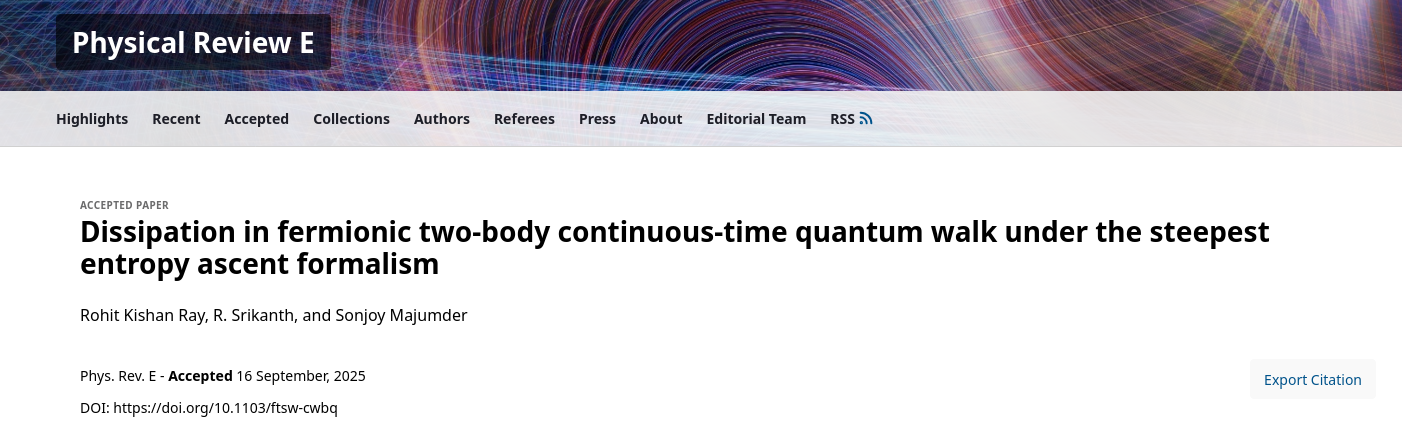 Physical Review E
Highlights Recent Accepted Collections Authors Referees Press About Editorial Team RSS
ACCEPTED PAPER
Dissipation in fermionic two-body continuous-time quantum walk under the steepest
entropy ascent formalism
Rohit Kishan Ray, R. Srikanth, and Sonjoy Majumder
Phys. Rev. E - Accepted 16 September, 2025
Export Citation
DOI: https://doi.org/10.1103/ftsw-cwbq